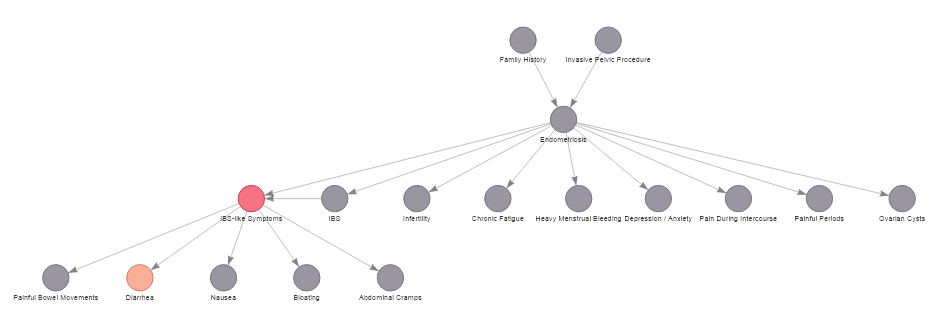 Family History
Invasive Pelvic Procedure
Endometriosis
IBS-like Symptoms
IBS
Infertility
Chronic Fatigue
Heavy Menstrual Bleeding
Depression / Anxiety
Pain During Intercourse
Painful Periods
Ovarian Cysts
Painful Bowel Movements
Diarrhea
Nausea
Bloating
Abdominal Cramps